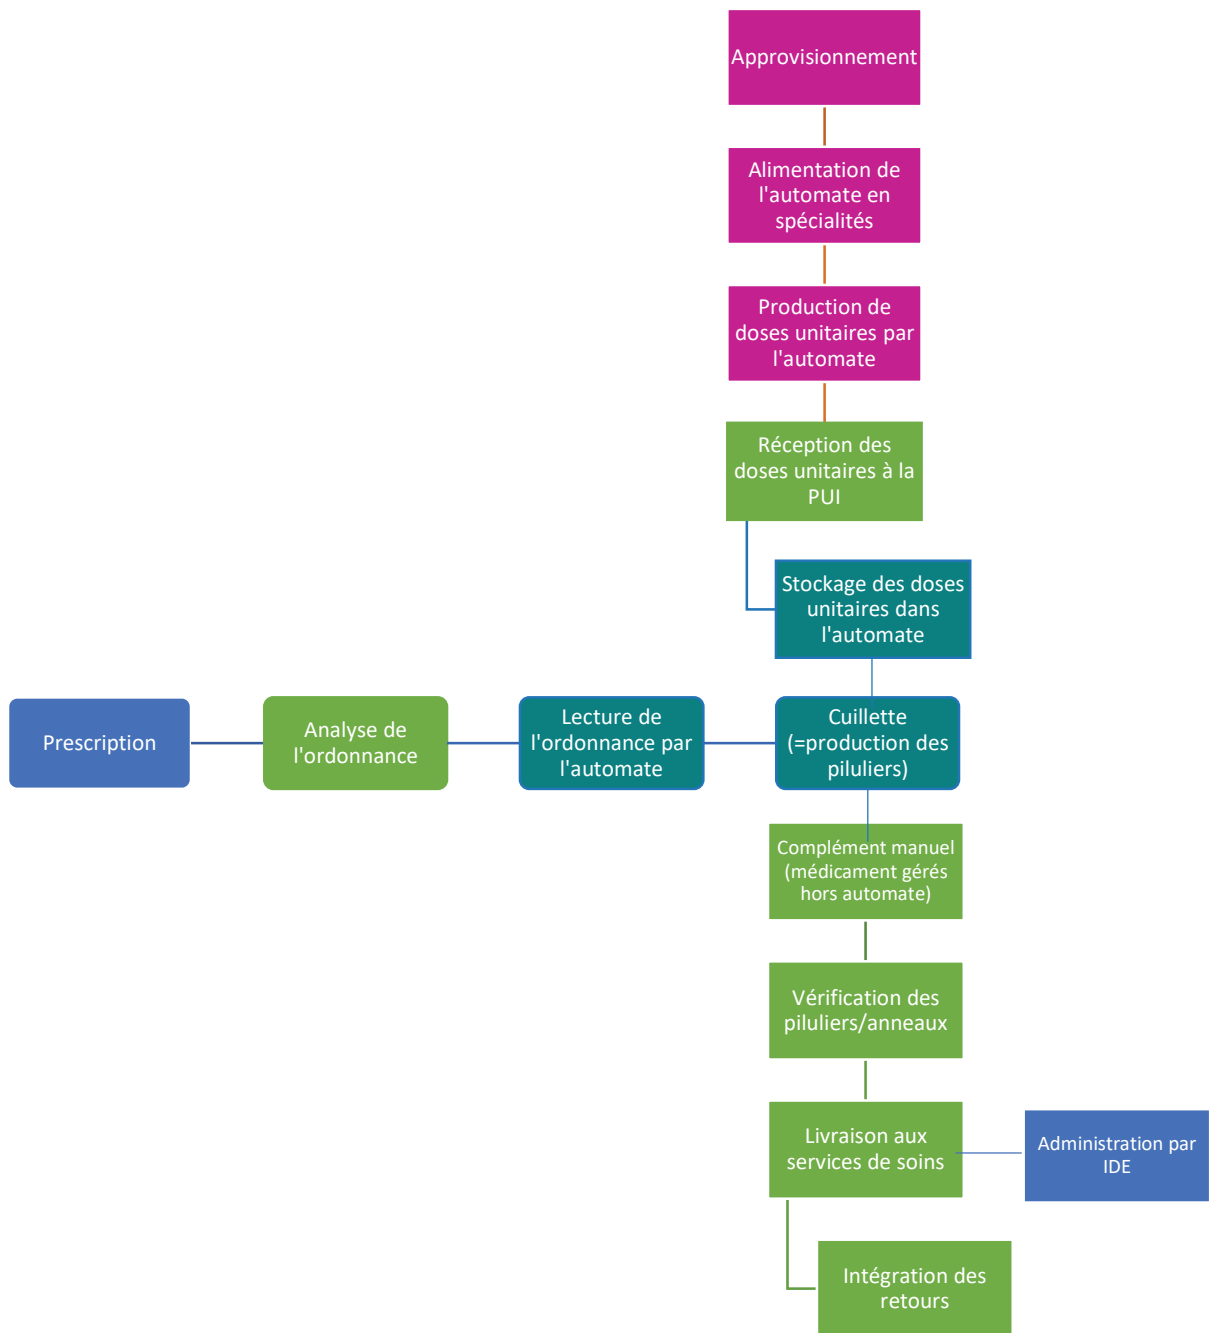 Approvisionnement
Alimentation de
l'automate en
spécialités
Production de
doses unitaires par
l'automate
Réception des
doses unitaires à la
PUI
Stockage des doses
unitaires dans
l'automate
Prescription
Analyse de
l'ordonnance
Lecture de
l'ordonnance par
l'automate
Cuillette
(=production des
piluliers)
Complément manuel
(médicament gérés
hors automate)
Vérification des
piluliers/anneaux
Livraison aux
services de soins
Administration par
IDE
Intégration des
retours